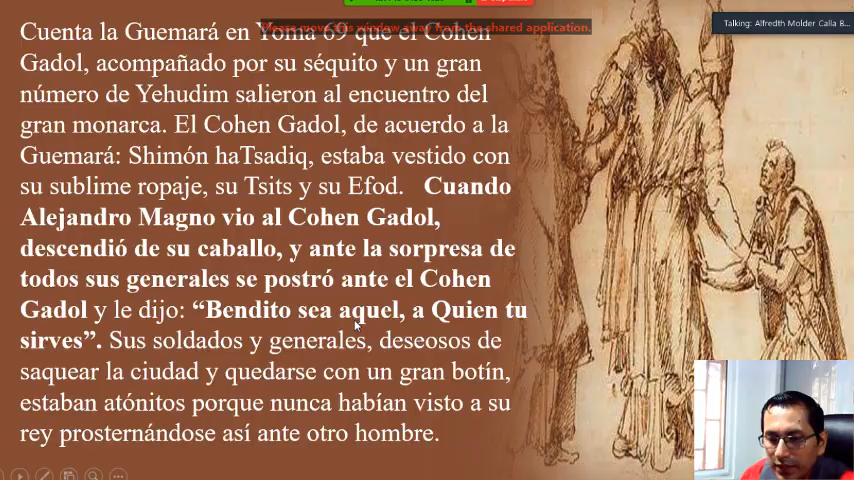 Please move this window away from the shared application.
Talking: Alfredth Molder Calla B...
Cuenta la Guemará en Yoma 69 que el Cohen
Gadol, acompañado por su séquito y un gran
número de Yehudim salieron al encuentro del
gran monarca. El Cohen Gadol, de acuerdo a la
Guemará: Shimón haTsadiq, estaba vestido con
su sublime ropaje, su Tsits y su Efod. Cuando
Alejandro Magno vio al Cohen Gadol,
descendió de su caballo, y ante la sorpresa de
todos sus generales se postró ante el Cohen
Gadol y le dijo: “Bendito sea aquel, a Quien tu
sirves”. Sus soldados y generales, deseosos de
saquear la ciudad y quedarse con un gran botín,
estaban atónitos porque nunca habían visto a su
rey prosternándose así ante otro hombre.